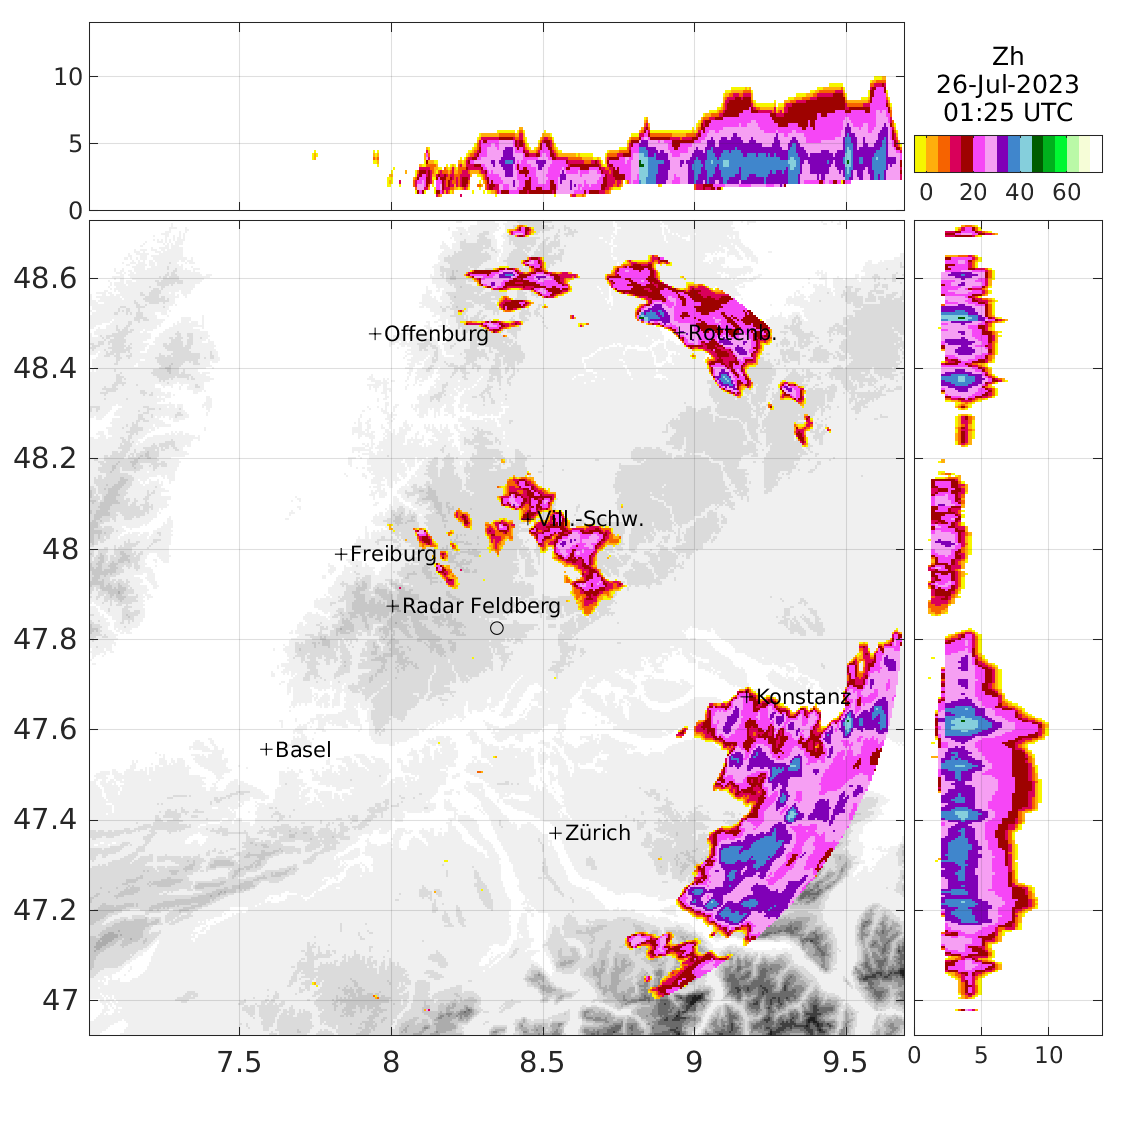 10
5
0
Zh
26-Jul-2023
01:25 UTC
0 20 40 60
48.6
48.4
48.2
48
47.8
47.6
47.4
47.2
47
Offenburg
Rottenb.
Vill.-Schw.
Freiburg
Radar Feldberg
Konstanz
Basel
Zürich
7.5 8 8.5 9 9.5
0 5 10